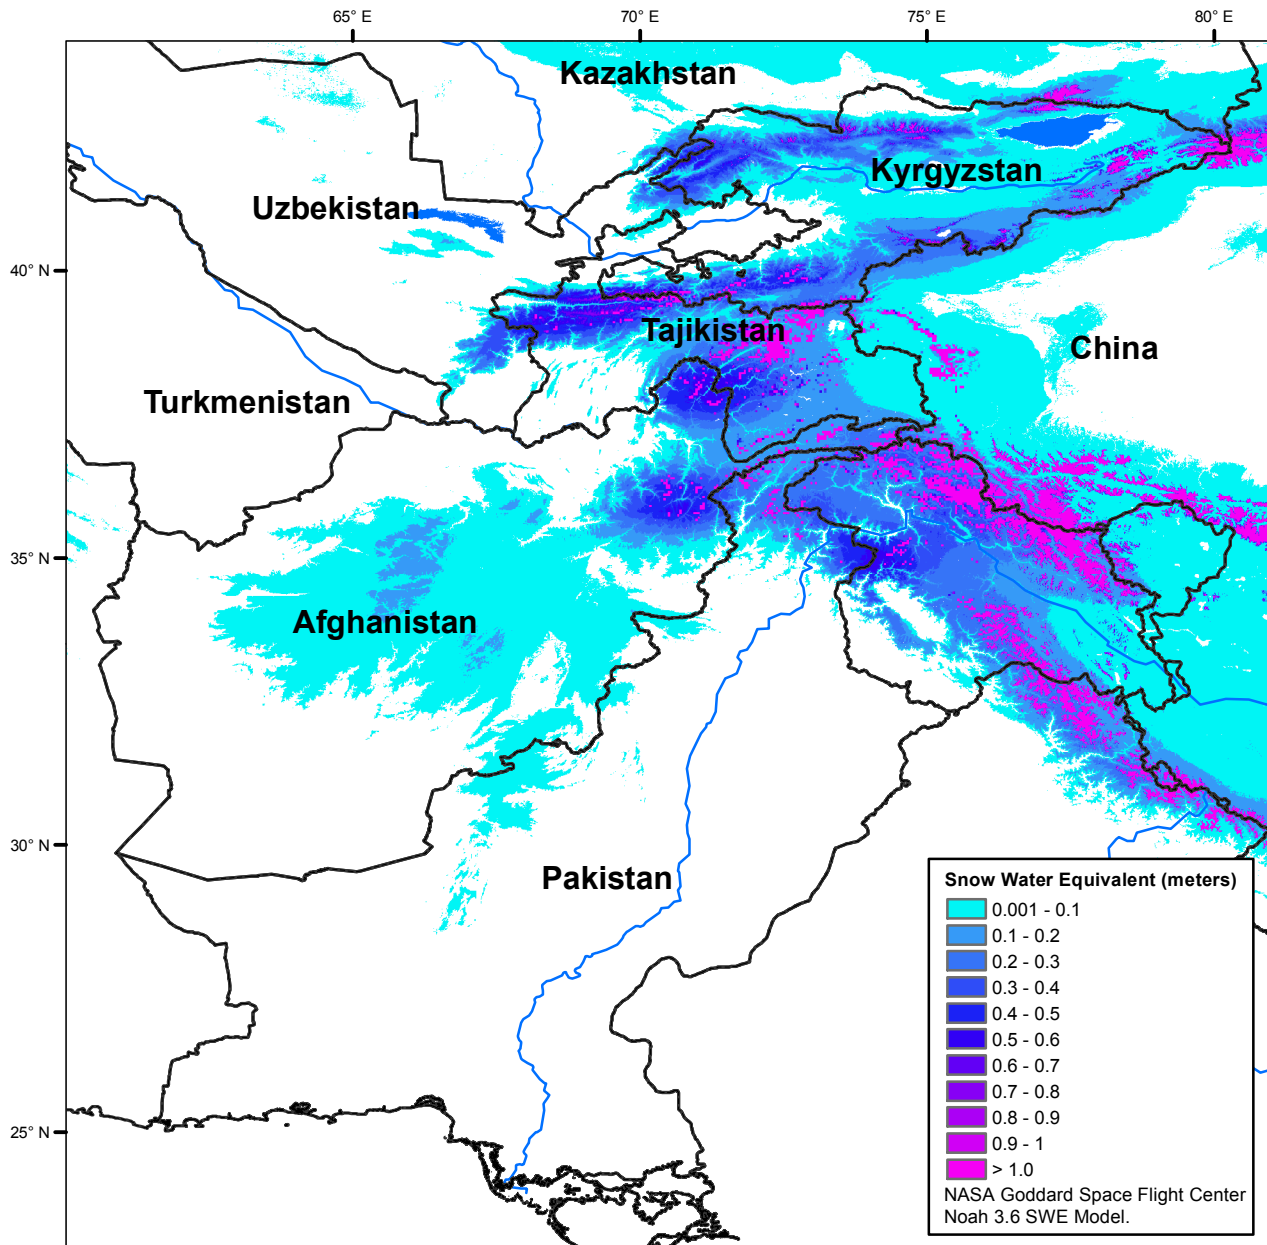 65° E
70° E
75° E
80° E
Kazakhstan
Kyrgyzstan
Uzbekistan
40° N
Tajikistan
China
Turkmenistan
35° N
Afghanistan
30° N
Pakistan
25° N
Snow Water Equivalent (meters)
0.001 - 0.1
0.1 - 0.2
0.2 - 0.3
0.3 - 0.4
0.4 - 0.5
0.5 - 0.6
0.6 - 0.7
0.7 - 0.8
0.8 - 0.9
0.9 - 1
> 1.0
NASA Goddard Space Flight Center
Noah 3.6 SWE Model.